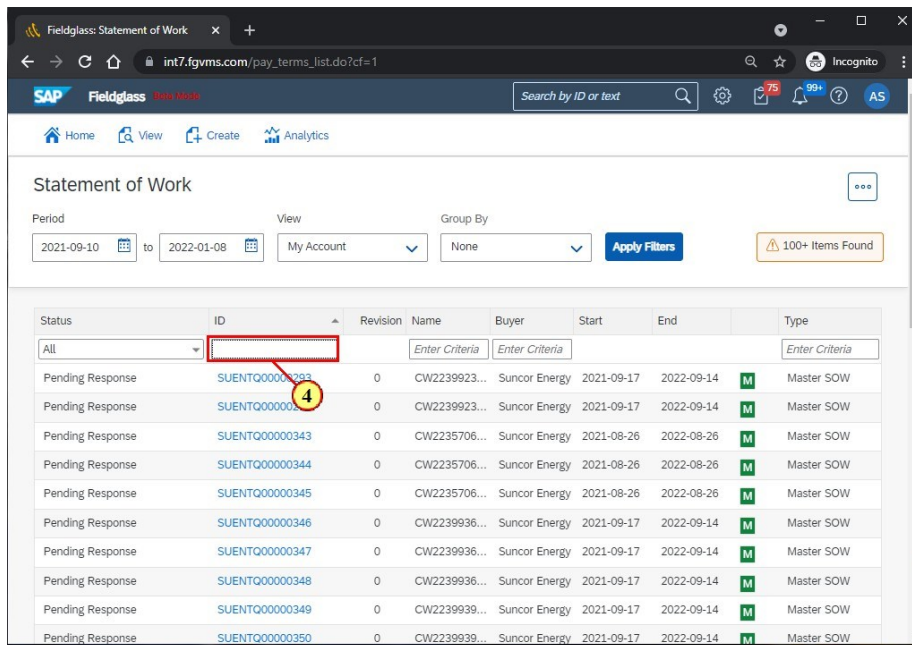 Fieldglass: Statement of Work
int7.fgvms.com/pay_terms_list.do?cf=1 Incognito
SAP Fieldglass Search by ID or text 75 99+ AS
Home View Create Analytics
Statement of Work
Period View Group By
2021-09-10 to 2022-01-08 My Account None Apply Filters 100+ Items Found
Status ID Revision Name Buyer Start End Type
All Enter Criteria Enter Criteria Enter Criteria
Pending Response SUENTQ00000293 0 CW2239923... Suncor Energy 2021-09-17 2022-09-14 M Master SOW
4
Pending Response 0 CW2239923... Suncor Energy 2021-09-17 2022-09-14 M Master SOW
Pending Response SUENTQ00000343 0 CW2235706... Suncor Energy 2021-08-26 2022-08-26 M Master SOW
Pending Response SUENTQ00000344 0 CW2235706... Suncor Energy 2021-08-26 2022-08-26 M Master SOW
Pending Response SUENTQ00000345 0 CW2235706... Suncor Energy 2021-08-26 2022-08-26 M Master SOW
Pending Response SUENTQ00000346 0 CW2239936... Suncor Energy 2021-09-17 2022-09-14 M Master SOW
Pending Response SUENTQ00000347 0 CW2239936... Suncor Energy 2021-09-17 2022-09-14 M Master SOW
Pending Response SUENTQ00000348 0 CW2239936... Suncor Energy 2021-09-17 2022-09-14 M Master SOW
Pending Response SUENTQ00000349 0 CW2239939... Suncor Energy 2021-09-17 2022-09-14 M Master SOW
Pending Response SUENTQ00000350 0 CW2239939... Suncor Energy 2021-09-17 2022-09-14 M Master SOW